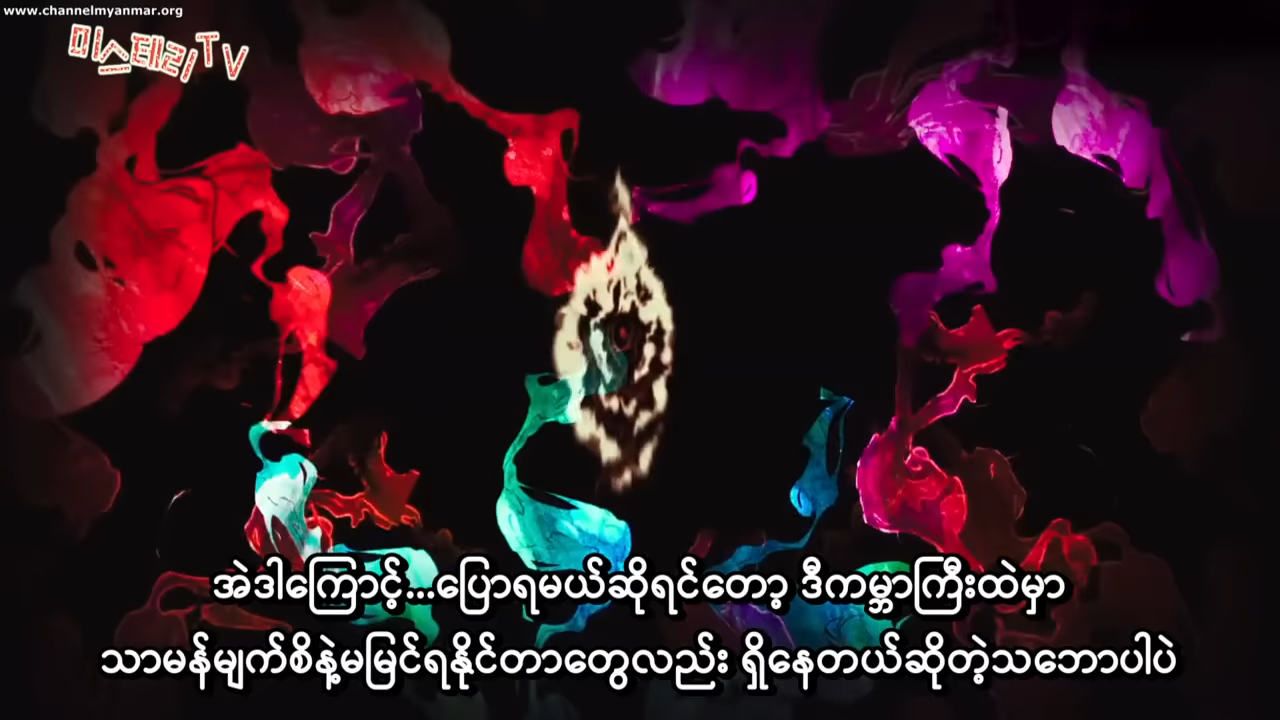 www.channelmyanmar.org
미스테리TV
အဲဒါကြောင့်...ပြောရမယ်ဆိုရင်တော့ ဒီကမ္ဘာကြီးထဲမှာ
သာမန်မျက်စိနဲ့မမြင်ရနိုင်တာတွေလည်း ရှိနေတယ်ဆိုတဲ့သဘောပါပဲ